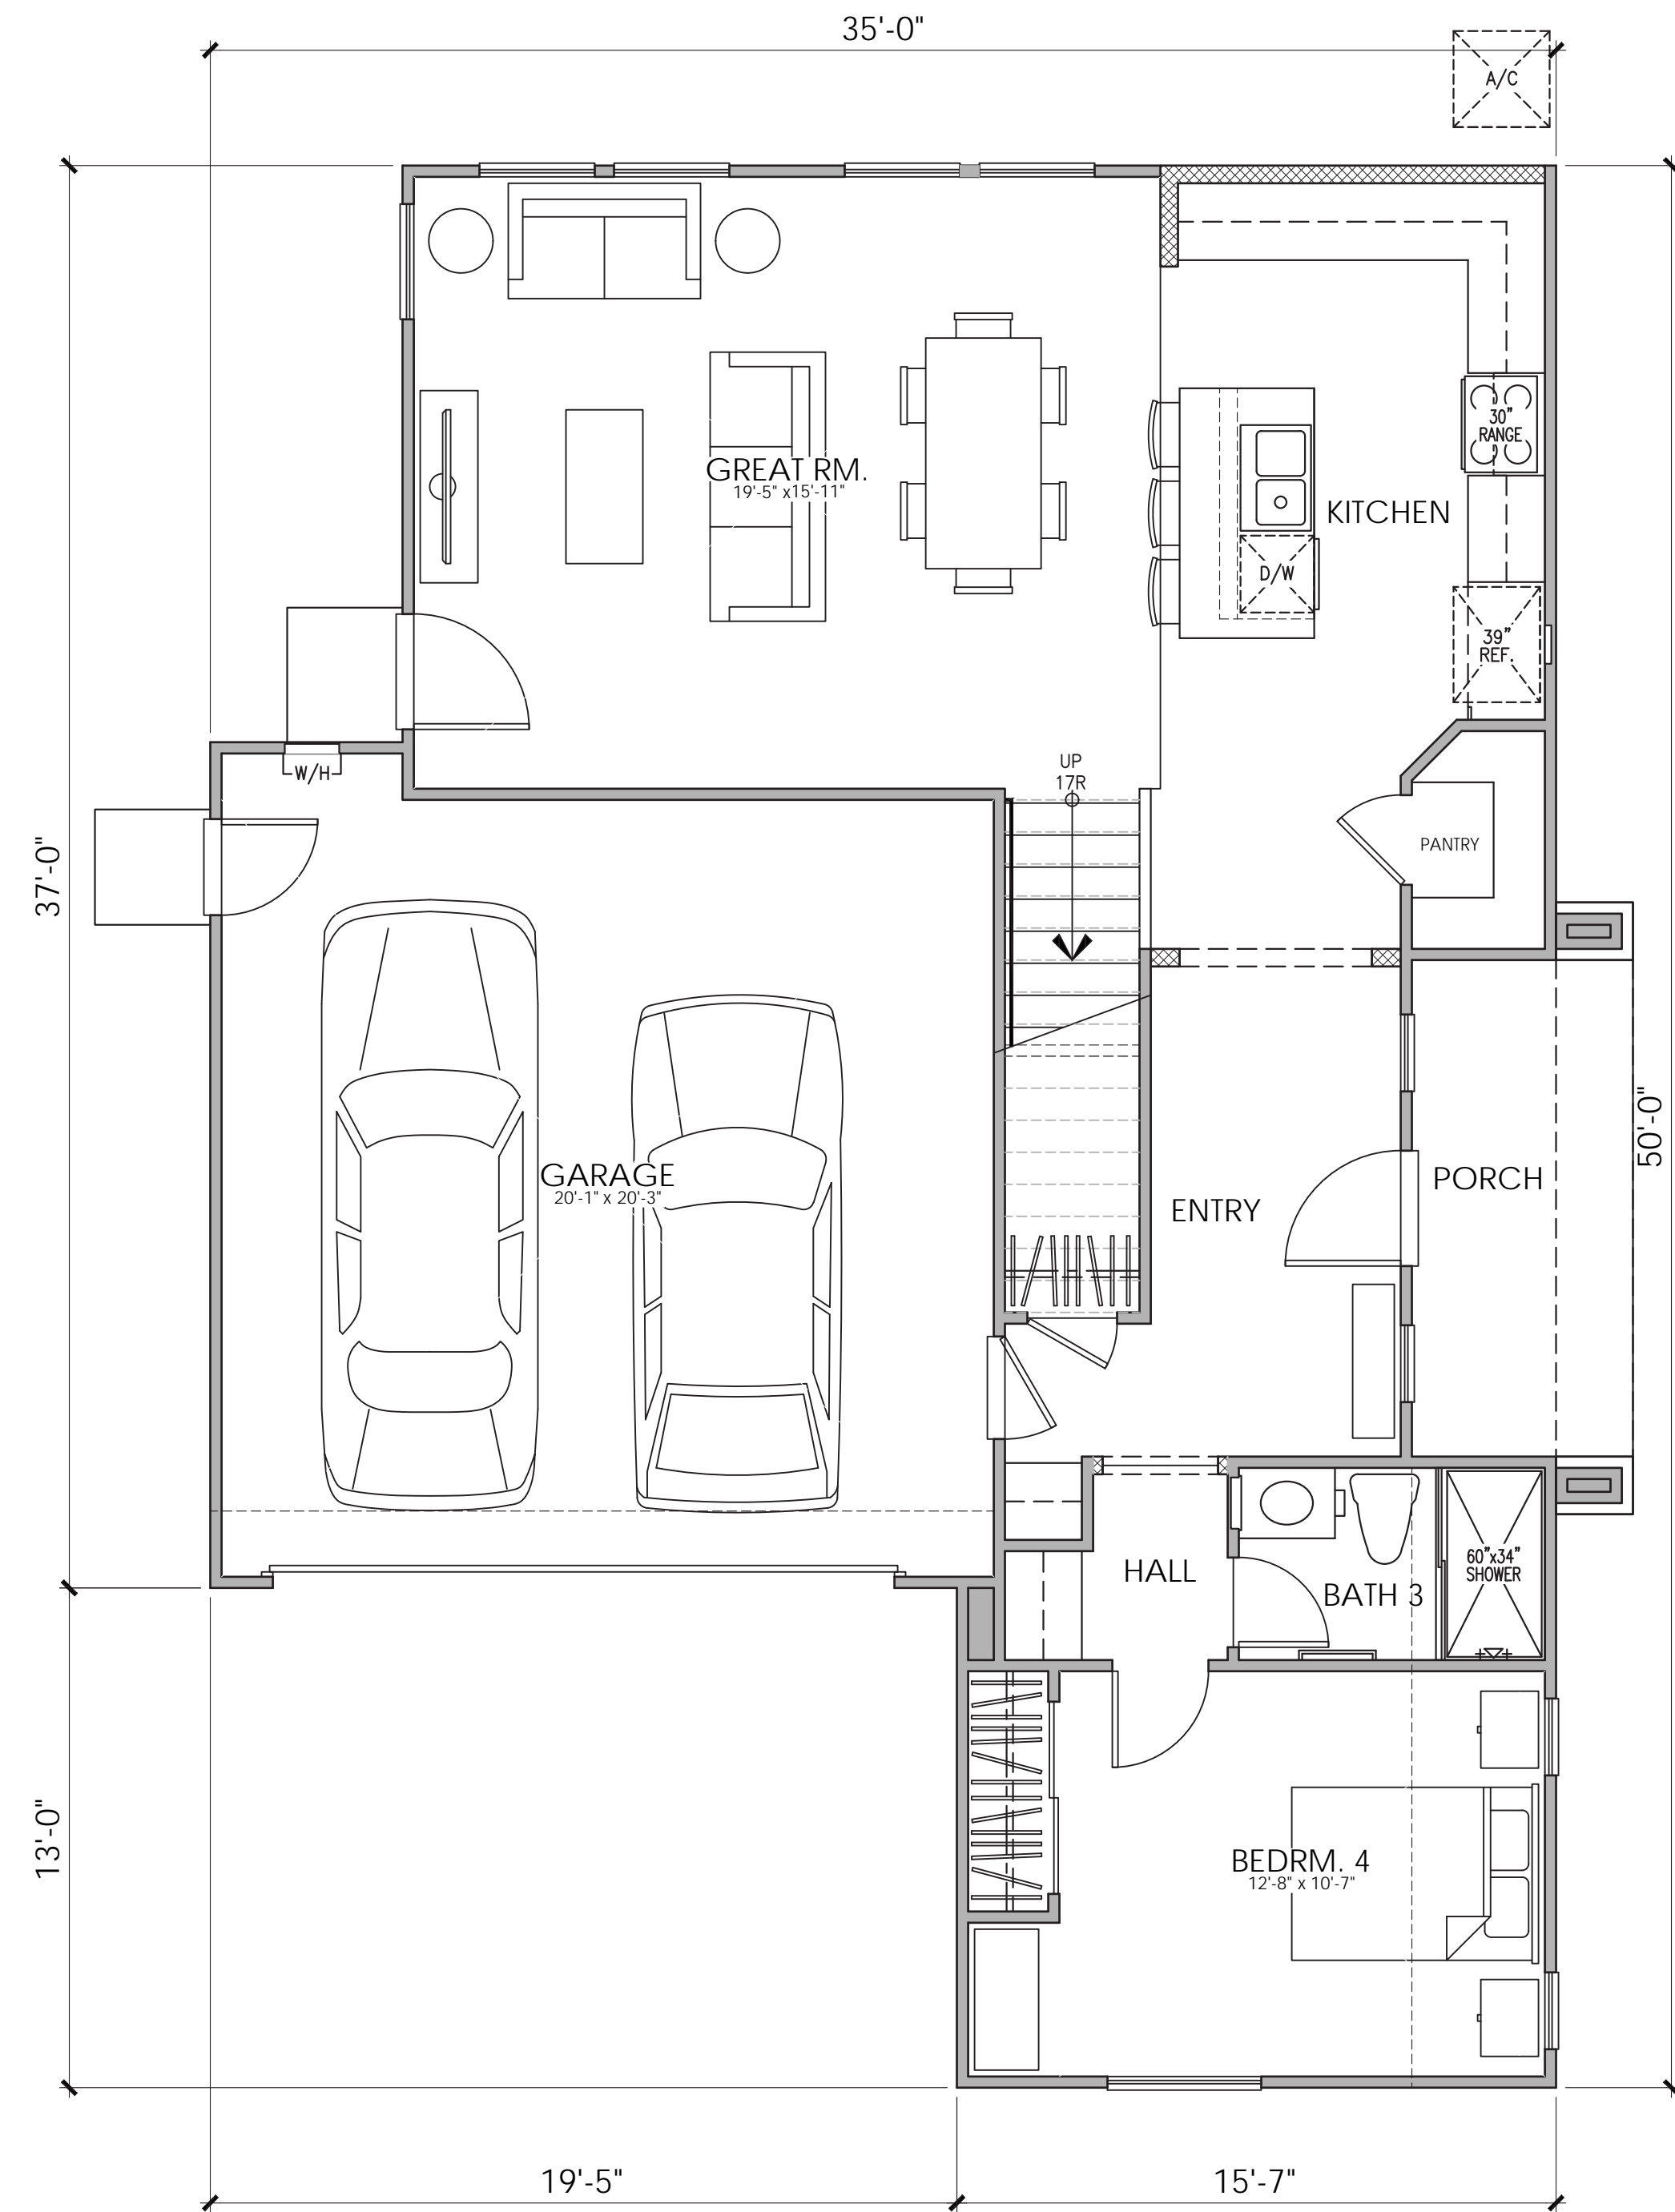 35'-0"
A/C
30"
RANGE
GREAT RM.
19'-5" x15'-11"
KITCHEN
D/W
39"
REF.
UP
17R
W/H
PANTRY
37'-0"
50'-0"
GARAGE
20'-1" x 20'-3"
PORCH
ENTRY
HALL
60"x34"
SHOWER
BATH 3
13'-0"
BEDRM. 4
12'-8" x 10'-7"
19'-5"
15'-7"